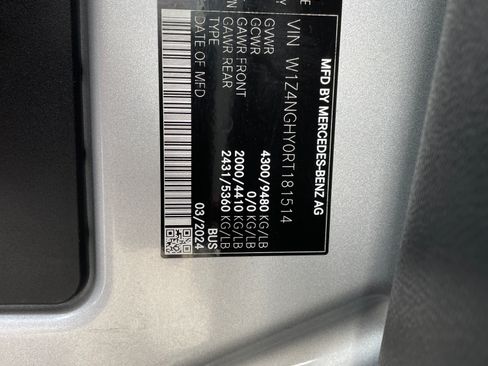 MFD BY MERCEDES-BENZ AG
VIN W1Z4NGHY0RT181514
GVWR 4300/9480 KG/LB
GCWR 0/0 KG/LB
GAWR FRONT 2000/4410 KG/LB
GAWR REAR 2431/5360 KG/LB
TYPE BUS
DATE OF MFD 03/2024